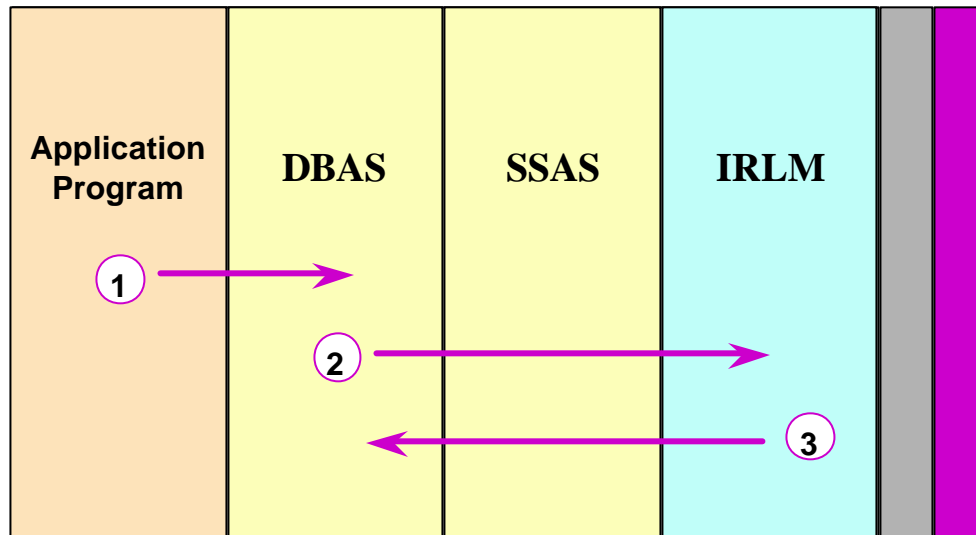 Application
Program
DBAS
SSAS
IRLM
1
2
3